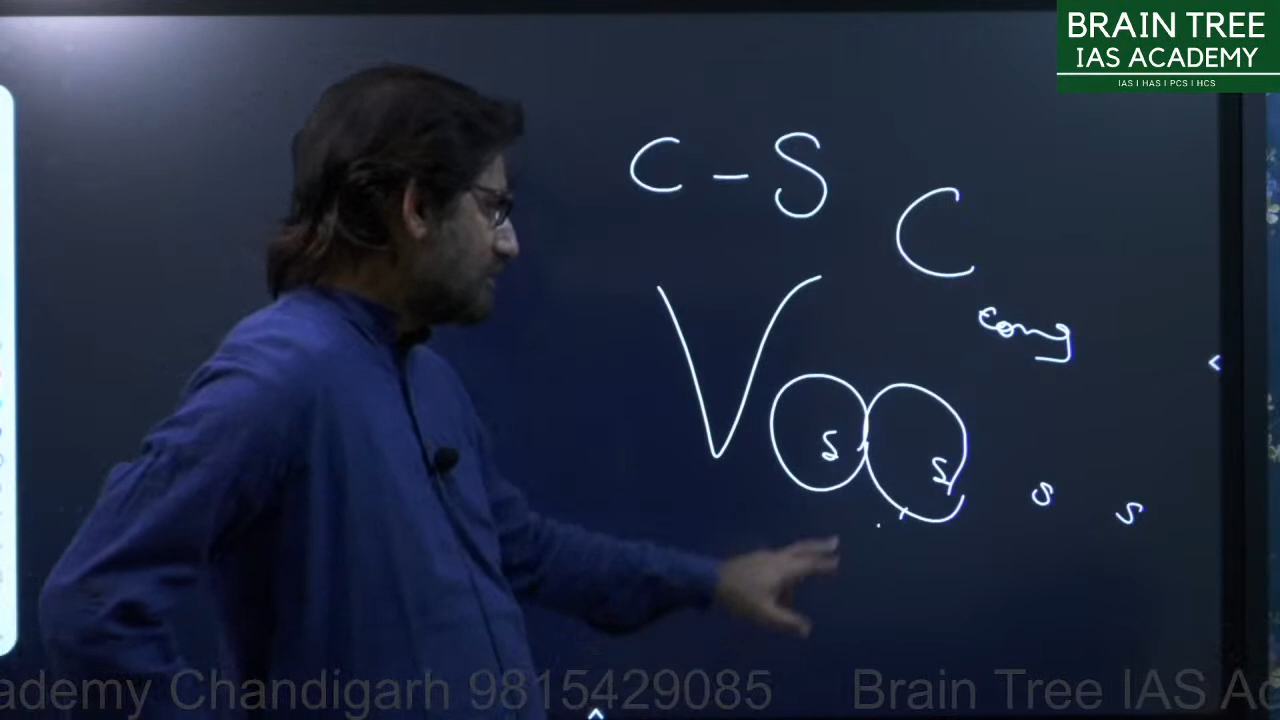 BRAIN TREE
IAS ACADEMY
IAS I HAS I PCS I HCS
C - S
C
V
cong
S S S S
ademy Chandigarh 9815429085 Brain Tree IAS Ac